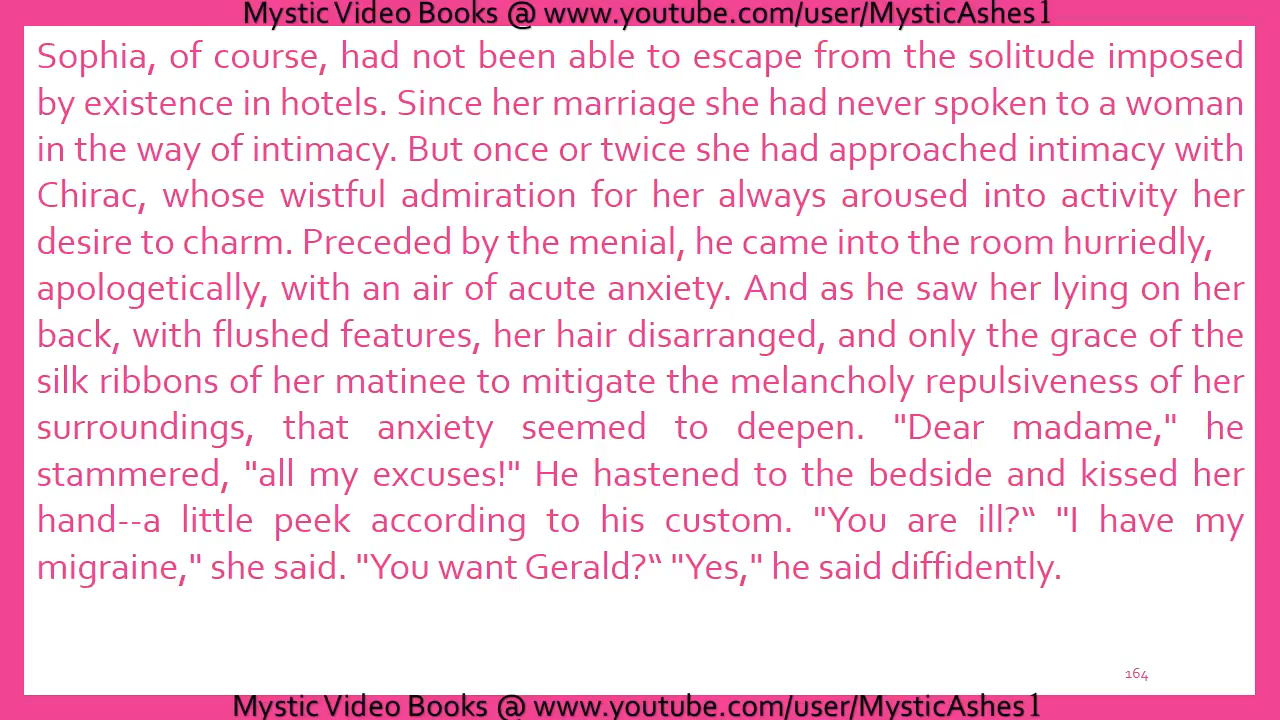 Mystic Video Books @ www.youtube.com/user/MysticAshes1
Sophia, of course, had not been able to escape from the solitude imposed
by existence in hotels. Since her marriage she had never spoken to a woman
in the way of intimacy. But once or twice she had approached intimacy with
Chirac, whose wistful admiration for her always aroused into activity her
desire to charm. Preceded by the menial, he came into the room hurriedly,
apologetically, with an air of acute anxiety. And as he saw her lying on her
back, with flushed features, her hair disarranged, and only the grace of the
silk ribbons of her matinee to mitigate the melancholy repulsiveness of her
surroundings, that anxiety seemed to deepen. "Dear madame," he
stammered, "all my excuses!" He hastened to the bedside and kissed her
hand--a little peek according to his custom. "You are ill?“ "I have my
migraine," she said. "You want Gerald?“ "Yes," he said diffidently.
164
Mystic Video Books @ www.youtube.com/user/MysticAshes1